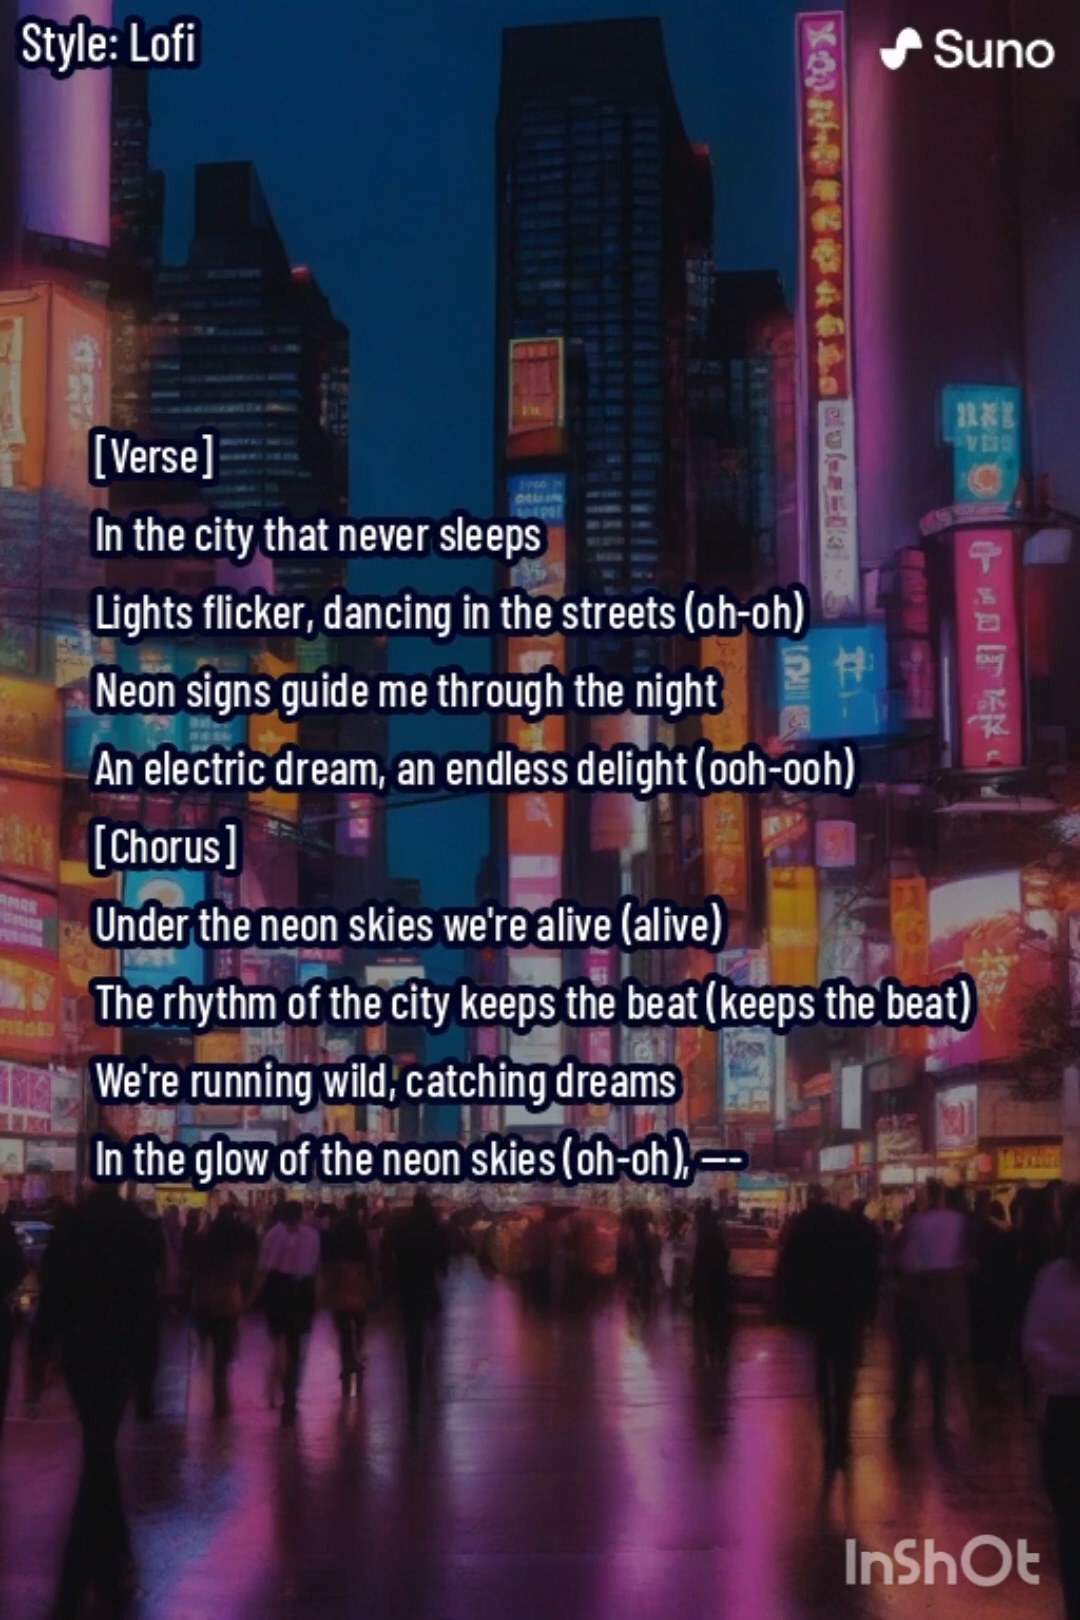 Style: Lofi
Suno
[Verse]
In the city that never sleeps
Lights flicker, dancing in the streets (oh-oh)
Neon signs guide me through the night
An electric dream, an endless delight (ooh-ooh)
[Chorus]
Under the neon skies we're alive (alive)
The rhythm of the city keeps the beat (keeps the beat)
We're running wild, catching dreams
In the glow of the neon skies (oh-oh), ---
InShOt